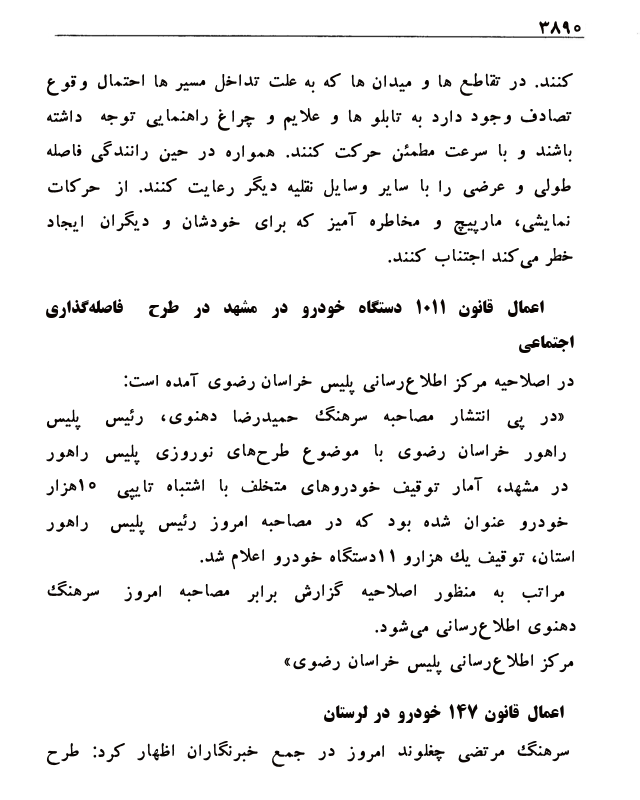 ۳۸۹۰
کنند. در تقاطع ها و میدان ها که به علت تداخل مسیر ها احتمال وقوع
تصادف وجود دارد به تابلو ها و علایم و چراغ راهنمایی توجه داشته
باشند و با سرعت مطمئن حرکت کنند. همواره در حین رانندگی فاصله
طولی و عرضی را با سایر وسایل نقلیه دیگر رعایت کنند. از حرکات
نمایشی، مارپیچ و مخاطره آمیز که برای خودشان و دیگران ایجاد
خطر می‌کند اجتناب کنند.
اعمال قانون ۱۰۱۱ دستگاه خودرو در مشهد در طرح فاصله‌گذاری
اجتماعی
در اصلاحیه مرکز اطلاع‌رسانی پلیس خراسان رضوی آمده است:
«در پی انتشار مصاحبه سرهنگ حمیدرضا دهنوی، رئیس پلیس
راهور خراسان رضوی با موضوع طرح‌های نوروزی پلیس راهور
در مشهد، آمار توقیف خودروهای متخلف با اشتباه تایپی ۱۰هزار
خودرو عنوان شده بود که در مصاحبه امروز رئیس پلیس راهور
استان، توقیف یک هزارو ۱۱دستگاه خودرو اعلام شد.
مراتب به منظور اصلاحیه گزارش برابر مصاحبه امروز سرهنگ
دهنوی اطلاع‌رسانی می‌شود.
مرکز اطلاع‌رسانی پلیس خراسان رضوی»
اعمال قانون ۱۴۷ خودرو در لرستان
سرهنگ مرتضی چغلوند امروز در جمع خبرنگاران اظهار کرد: طرح